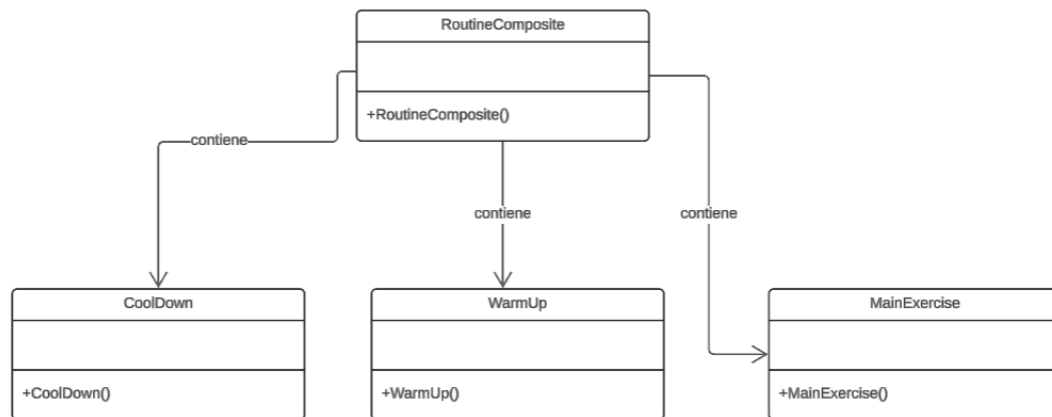 RoutineComposite
+RoutineComposite()
contiene
contiene
contiene
CoolDown
+CoolDown()
WarmUp
+WarmUp()
MainExercise
+MainExercise()